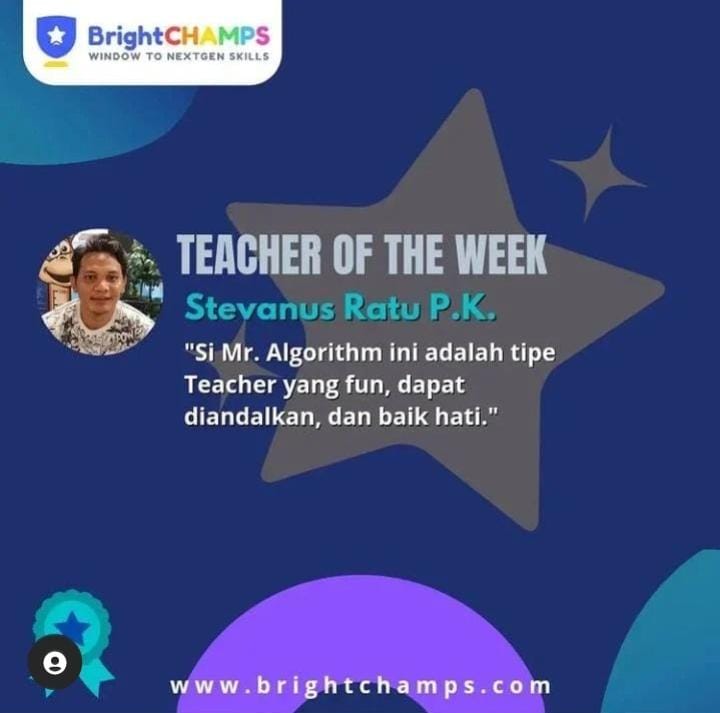 BrightCHAMPS
WINDOW TO NEXTGEN SKILLS
TEACHER OF THE WEEK
Stevanus Ratu P.K.
"Si Mr. Algorithm ini adalah tipe
Teacher yang fun, dapat
diandalkan, dan baik hati."
www.brightchamps.com